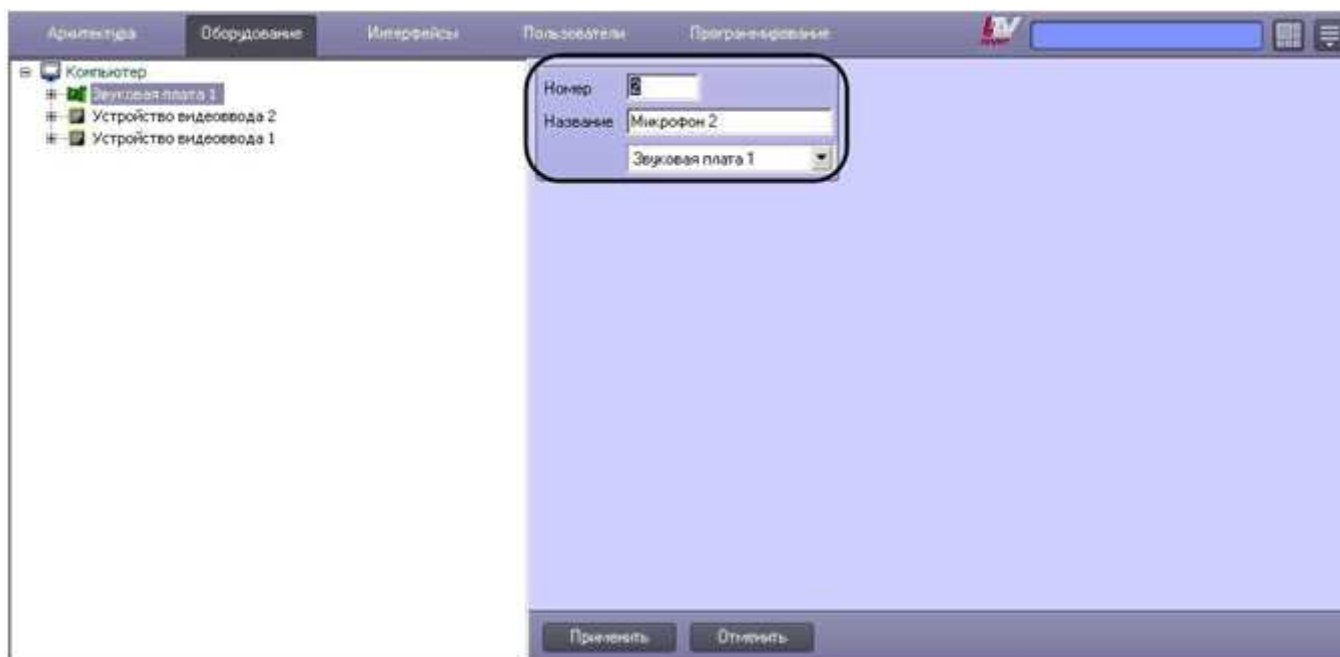 Архитектура Оборудование Интерфейсы Пользователи Программирование
Компьютер
Звуковая плата 1
Устройство видеоввода 2
Устройство видеоввода 1
Номер 2
Название Микрофон 2
Звуковая плата 1
Применить Отменить